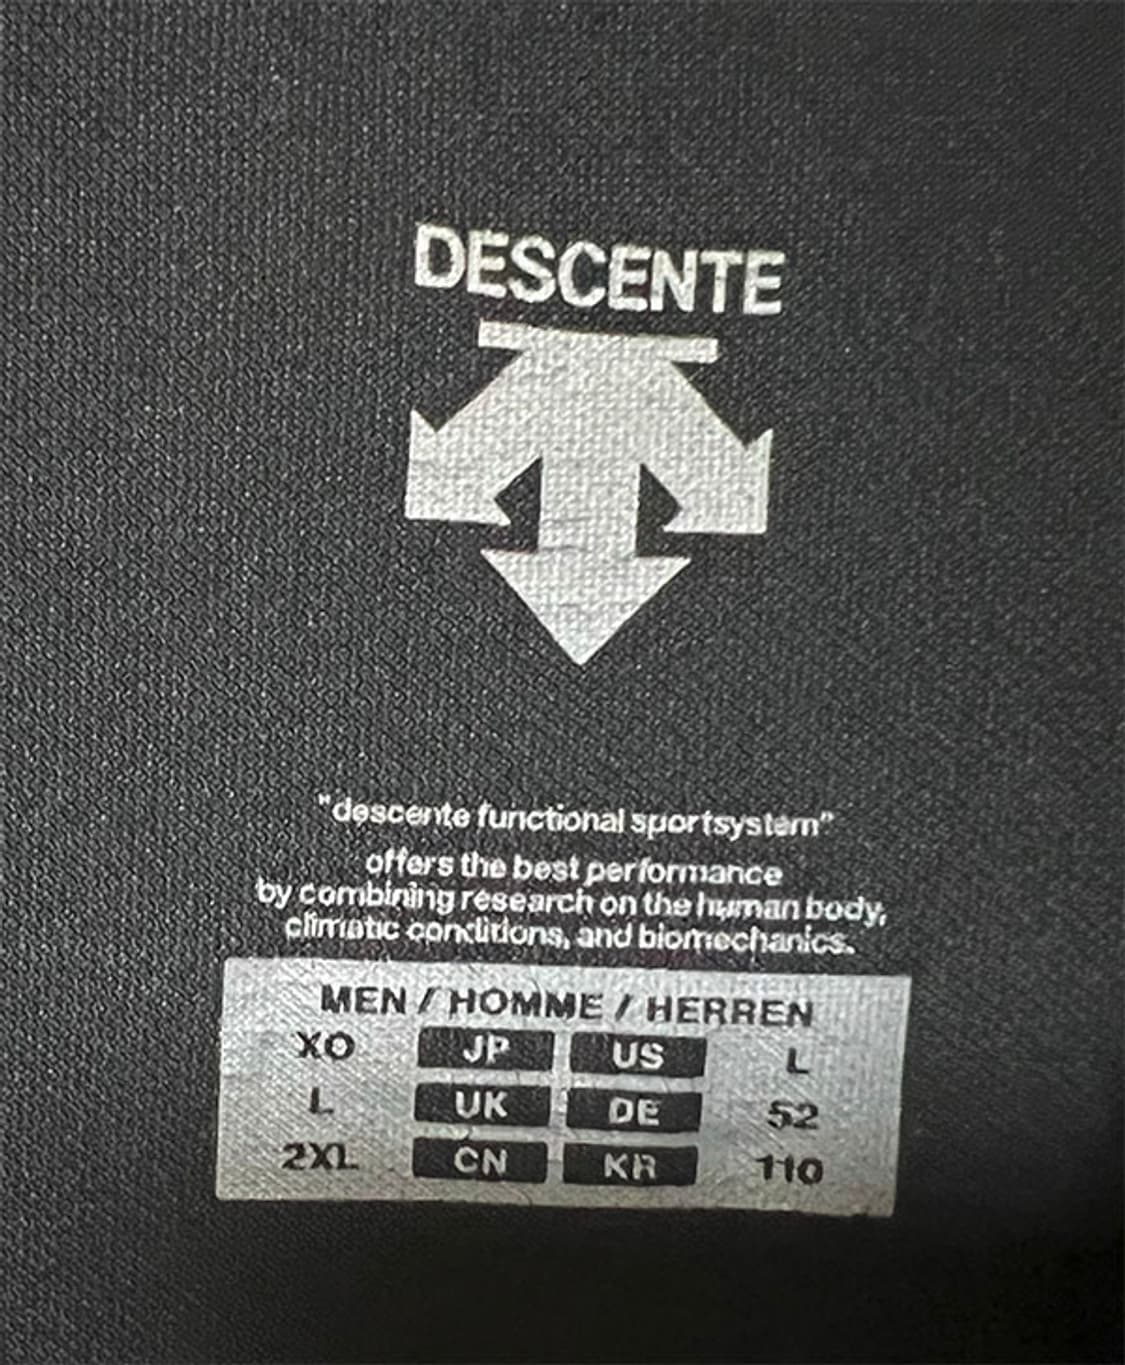 DESCENTE
"descente functional sportsystem"
offers the best performance
by combining research on the human body,
climatic conditions, and biomechanics.
MEN / HOMME / HERREN
XO JP US L
L UK DE 52
2XL CN KR 110